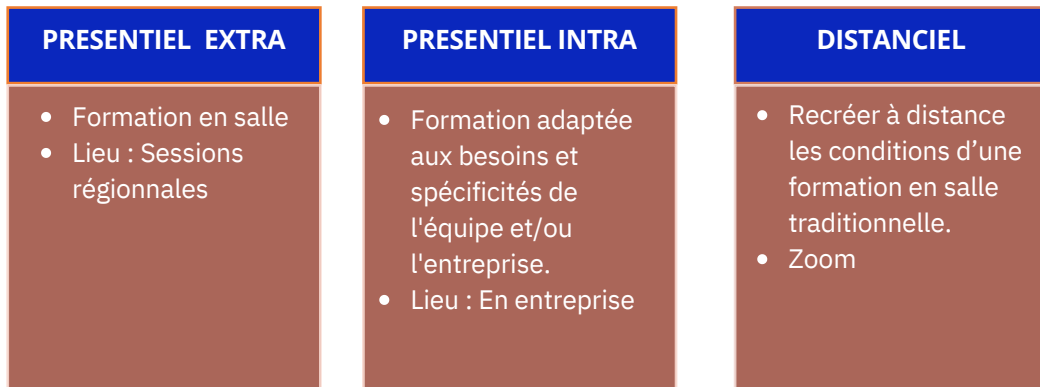 PRESENTIEL EXTRA
• Formation en salle
• Lieu : Sessions
régionnales
PRESENTIEL INTRA
• Formation adaptée
aux besoins et
spécificités de
l'équipe et/ou
l'entreprise.
• Lieu : En entreprise
DISTANCIEL
• Recréer à distance
les conditions d’une
formation en salle
traditionnelle.
• Zoom